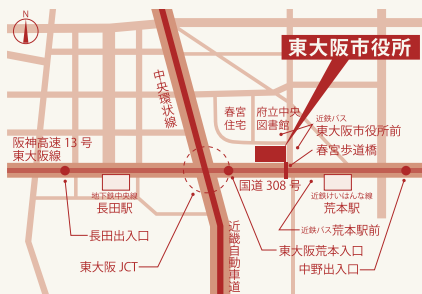 N
東大阪市役所
中央環状線
春宮
住宅
府立中央
図書館
近鉄バス
東大阪市役所前
春宮歩道橋
阪神高速 13 号
東大阪線
国道 308 号
地下鉄中央線
長田駅
近鉄けいはんな線
荒本駅
長田出入口
近鉄バス荒本駅前
東大阪荒本入口
東大阪 JCT
中野出入口
近畿自動車道